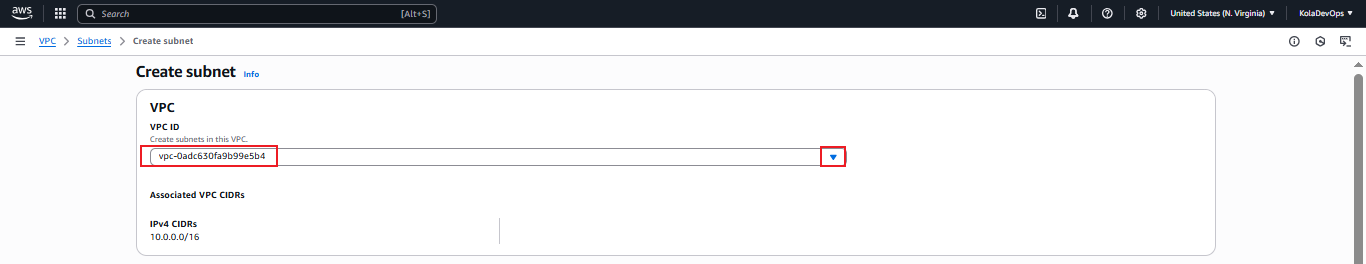 aws Search [Alt+S] United States (N. Virginia) KolaDevOps
VPC Subnets Create subnet
Create subnet Info
VPC
VPC ID
Create subnets in this VPC.
vpc-0adc630fa9b99e5b4
Associated VPC CIDRs
IPv4 CIDRs
10.0.0.0/16